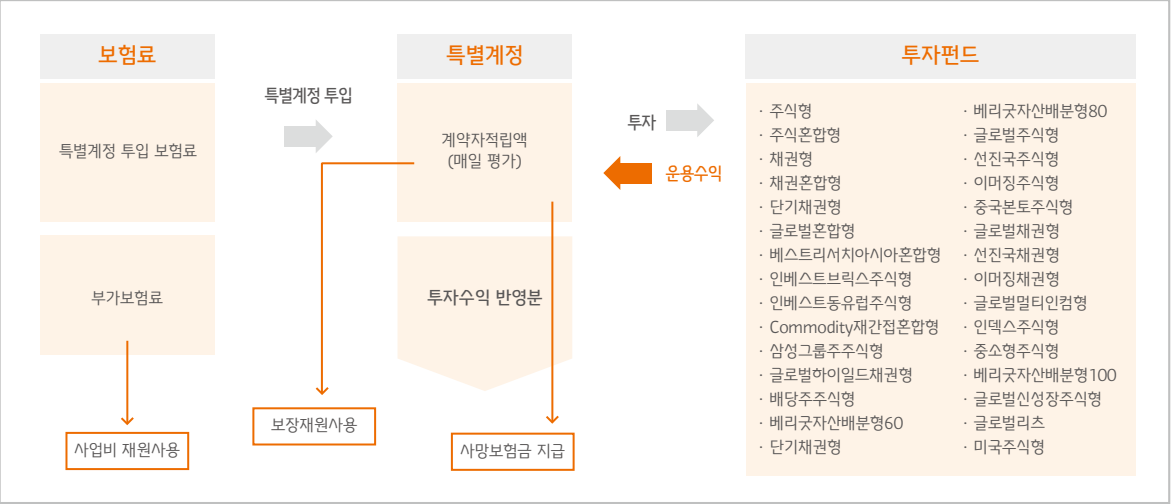 보험료
특별계정 투입 보험료
부가보험료
사업비 재원사용
특별계정 투입
보장재원사용
특별계정
계약자적립액
(매일 평가)
투자수익 반영분
사망보험금 지급
투자
운용수익
투자펀드
· 주식형
· 주식혼합형
· 채권형
· 채권혼합형
· 단기채권형
· 글로벌혼합형
· 베스트리서치아시아혼합형
· 인베스트브릭스주식형
· 인베스트동유럽주식형
· Commodity재간접혼합형
· 삼성그룹주주식형
· 글로벌하이일드채권형
· 배당주주식형
· 베리굿자산배분형60
· 단기채권형
· 베리굿자산배분형80
· 글로벌주식형
· 선진국주식형
· 이머징주식형
· 중국본토주식형
· 글로벌채권형
· 선진국채권형
· 이머징채권형
· 글로벌멀티인컴형
· 인덱스주식형
· 중소형주식형
· 베리굿자산배분형100
· 글로벌신성장주식형
· 글로벌리츠
· 미국주식형